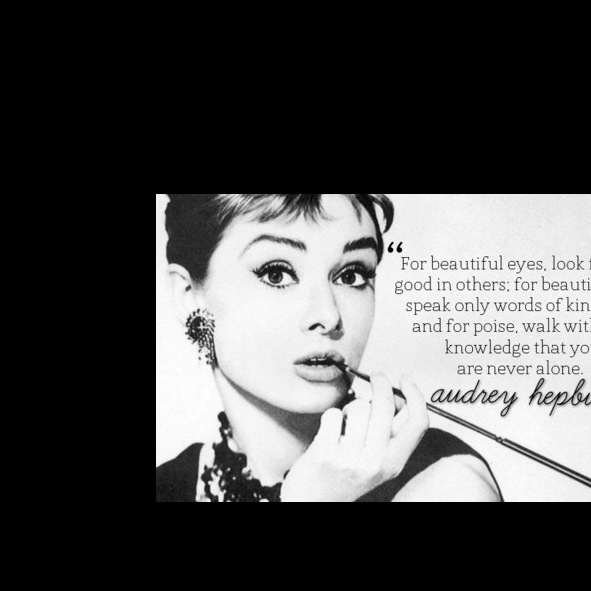 “
For beautiful eyes, look
good in others; for
speak only words of
and for poise, walk
knowledge that
are never alone.
audrey